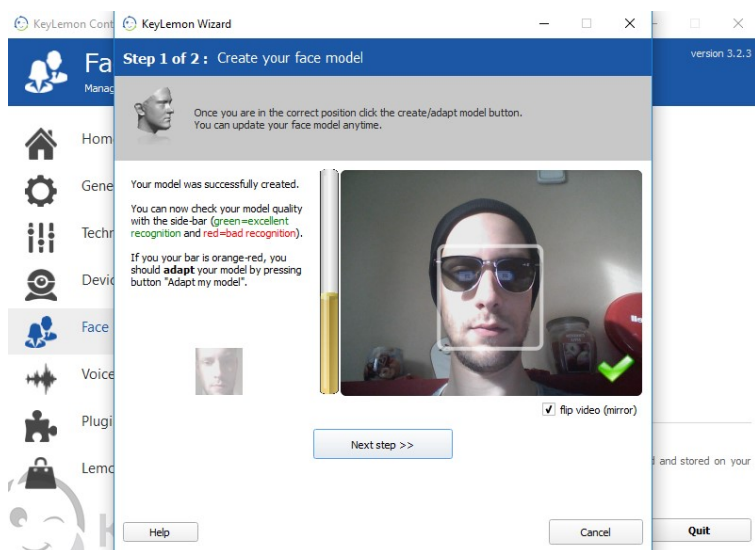 KeyLemon Cont
KeyLemon Wizard
version 3.2.3
Fa
Manag
Step 1 of 2 : Create your face model
Once you are in the correct position click the create/adapt model button.
You can update your face model anytime.
Hom
Gene
Techn
Devic
Face
Voice
Plugi
Lemo
Your model was successfully created.
You can now check your model quality
with the side-bar (green=excellent
recognition and red=bad recognition).
If you your bar is orange-red, you
should adapt your model by pressing
button "Adapt my model".
flip video (mirror)
Next step >>
d and stored on your
K
Help
Cancel
Quit